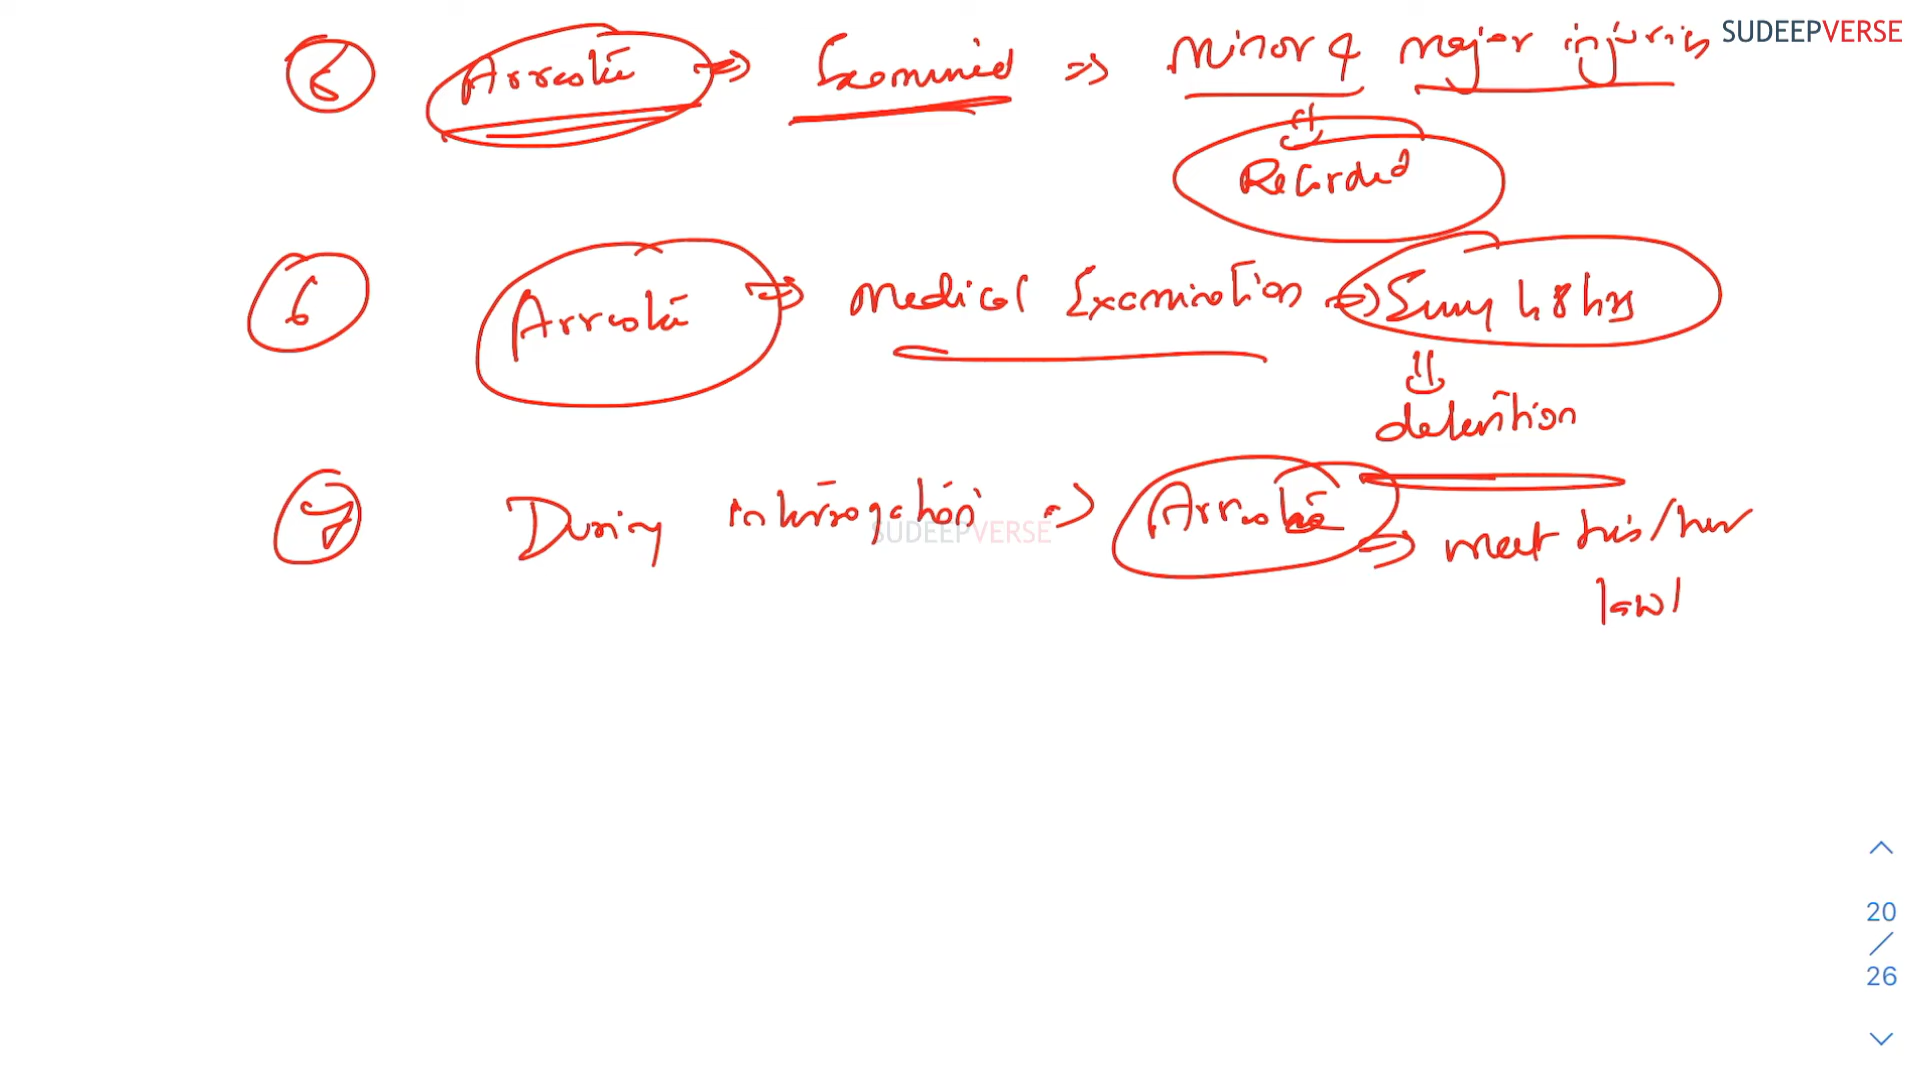 SUDEEPVERSE
5 Arrestee => Examined => Minor & major injuries
Recorded
6 Arrestee => Medical Examination => Every 48 hrs
detention
7 During interrogation => Arrestee => meet his/her
law
SUDEEPVERSE
20
/
26